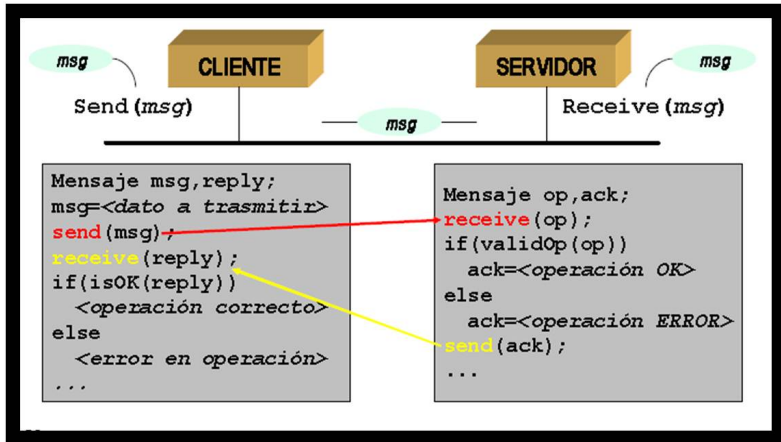 msg
CLIENTE
SERVIDOR
msg
Send(msg)
msg
Receive(msg)
Mensaje msg,reply;
msg=<dato a trasmitir>
send(msg);
receive(reply);
if(isOK(reply))
<operación correcto>
else
<error en operación>
...
Mensaje op,ack;
receive(op);
if(validOp(op))
ack=<operación OK>
else
ack=<operación ERROR>
send(ack);
...